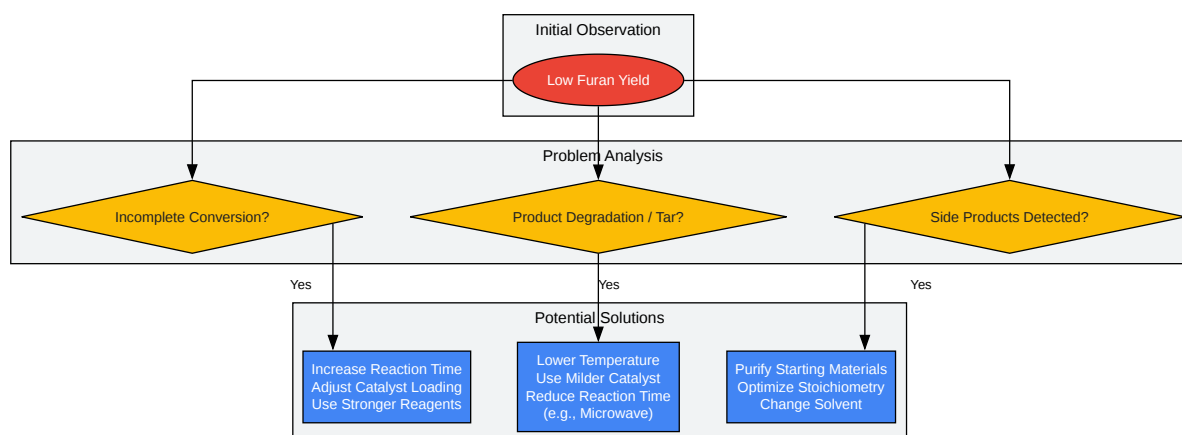 Initial Observation
Low Furan Yield
Problem Analysis
Incomplete Conversion?
Product Degradation / Tar?
Side Products Detected?
Yes
Yes
Yes
Potential Solutions
Increase Reaction Time
Adjust Catalyst Loading
Use Stronger Reagents
Lower Temperature
Use Milder Catalyst
Reduce Reaction Time
(e.g., Microwave)
Purify Starting Materials
Optimize Stoichiometry
Change Solvent